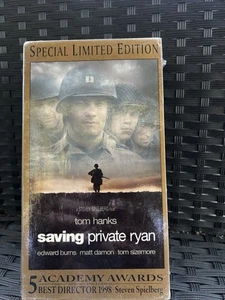 SPECIAL LIMITED EDITION
tom hanks
saving private ryan
edward burns matt damon tom sizemore
5 ACADEMY AWARDS
BEST DIRECTOR 1998 · Steven Spielberg